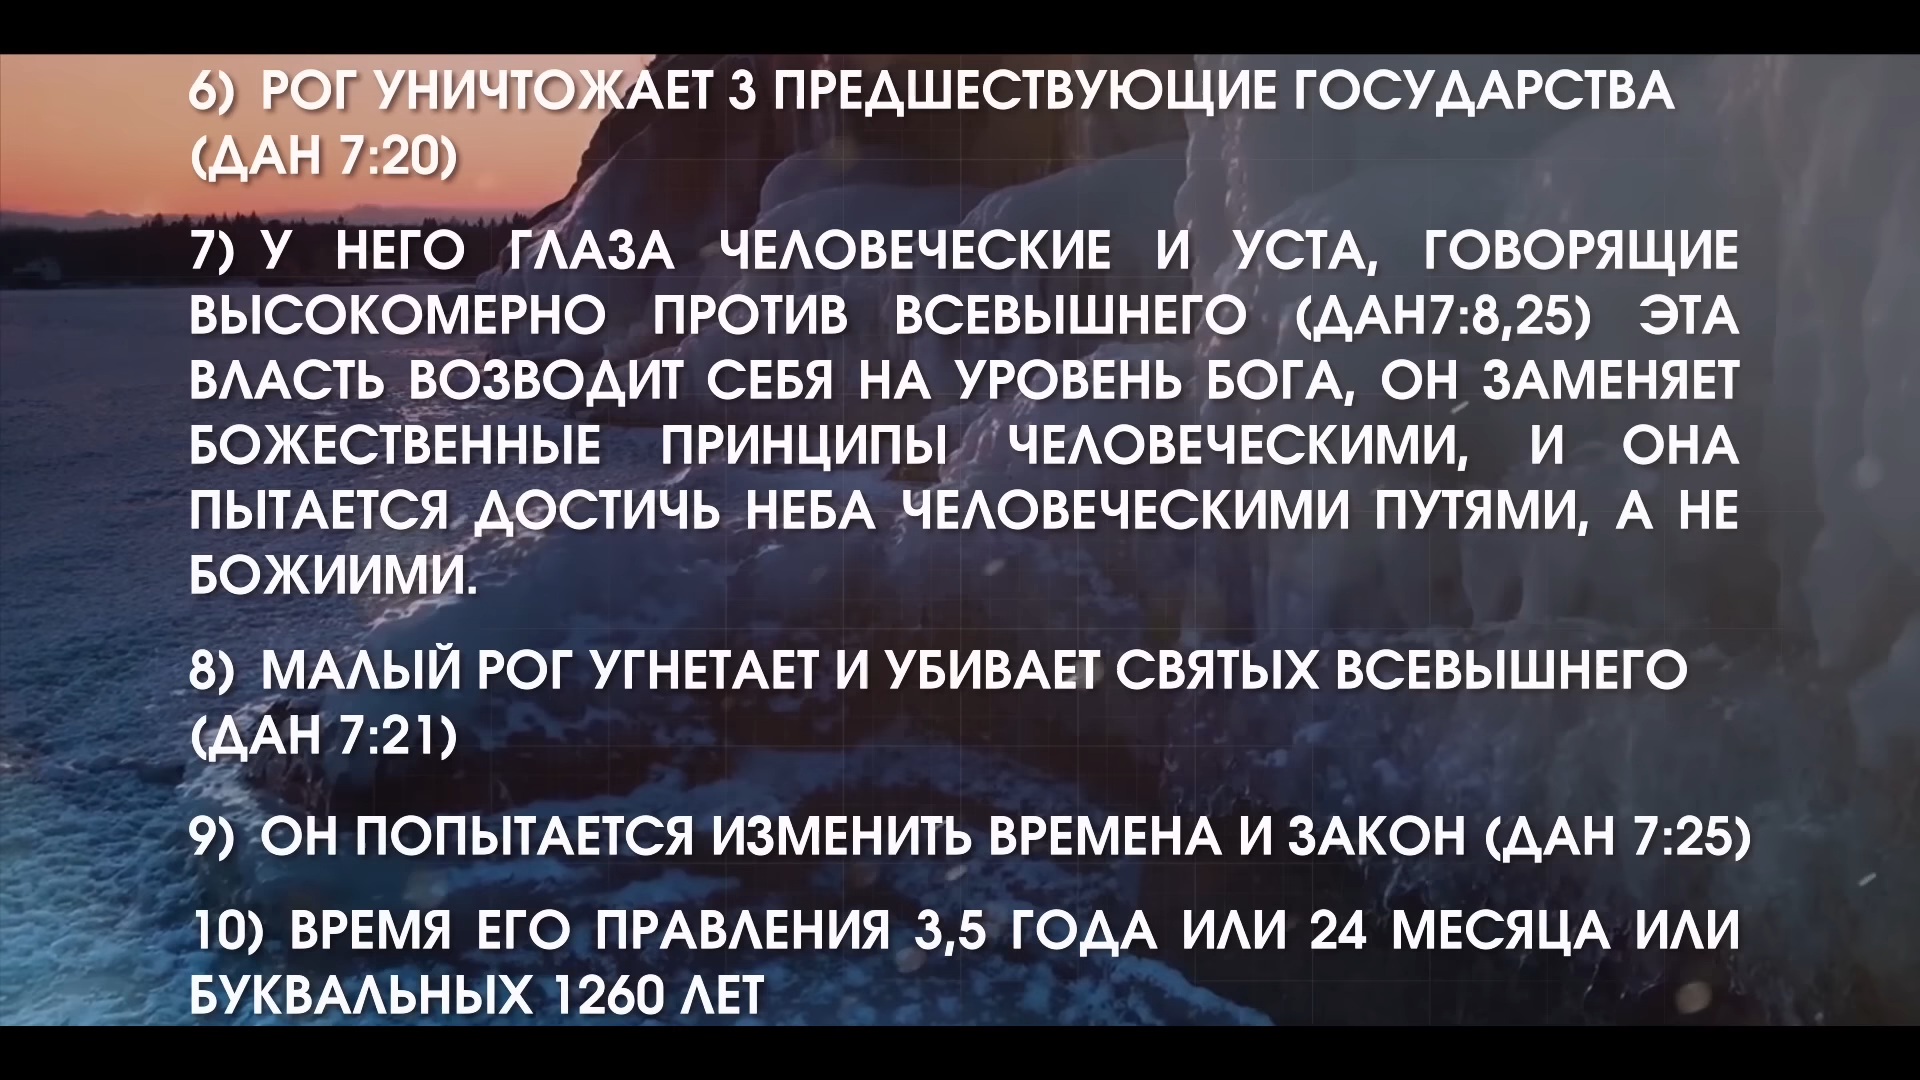 6) РОГ УНИЧТОЖАЕТ 3 ПРЕДШЕСТВУЮЩИЕ ГОСУДАРСТВА
(ДАН 7:20)
7) У НЕГО ГЛАЗА ЧЕЛОВЕЧЕСКИЕ И УСТА, ГОВОРЯЩИЕ
ВЫСОКОМЕРНО ПРОТИВ ВСЕВЫШНЕГО (ДАН7:8,25) ЭТА
ВЛАСТЬ ВОЗВОДИТ СЕБЯ НА УРОВЕНЬ БОГА, ОН ЗАМЕНЯЕТ
БОЖЕСТВЕННЫЕ ПРИНЦИПЫ ЧЕЛОВЕЧЕСКИМИ, И ОНА
ПЫТАЕТСЯ ДОСТИЧЬ НЕБА ЧЕЛОВЕЧЕСКИМИ ПУТЯМИ, А НЕ
БОЖИИМИ.
8) МАЛЫЙ РОГ УГНЕТАЕТ И УБИВАЕТ СВЯТЫХ ВСЕВЫШНЕГО
(ДАН 7:21)
9) ОН ПОПЫТАЕТСЯ ИЗМЕНИТЬ ВРЕМЕНА И ЗАКОН (ДАН 7:25)
10) ВРЕМЯ ЕГО ПРАВЛЕНИЯ 3,5 ГОДА ИЛИ 24 МЕСЯЦА ИЛИ
БУКВАЛЬНЫХ 1260 ЛЕТ